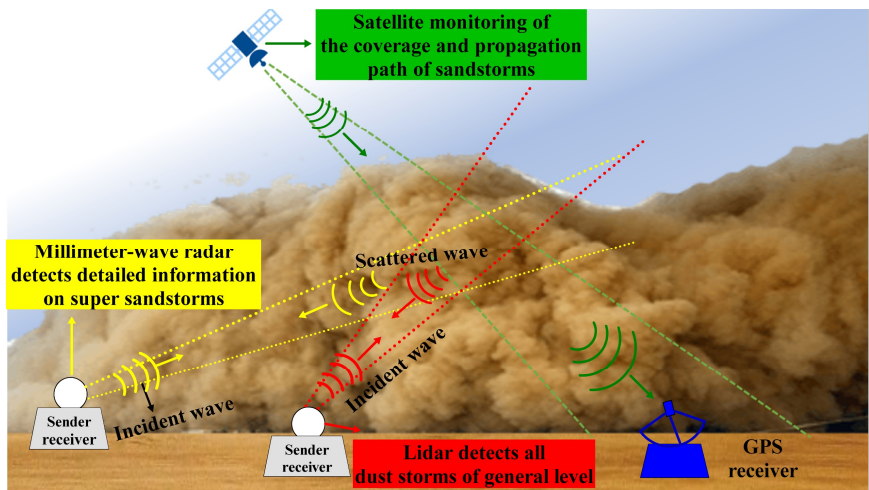 Satellite monitoring of
the coverage and propagation
path of sandstorms
Millimeter-wave radar
detects detailed information
on super sandstorms
Scattered wave
Incident wave
Incident wave
Sender
receiver
Sender
receiver
Lidar detects all
dust storms of general level
GPS
receiver